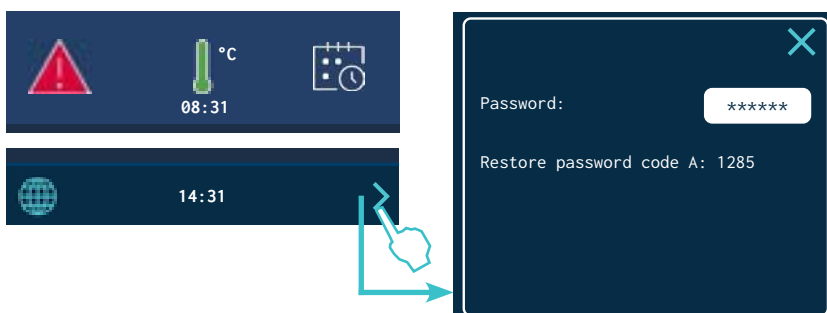 °C
08:31
14:31
Password:
******
Restore password code A: 1285